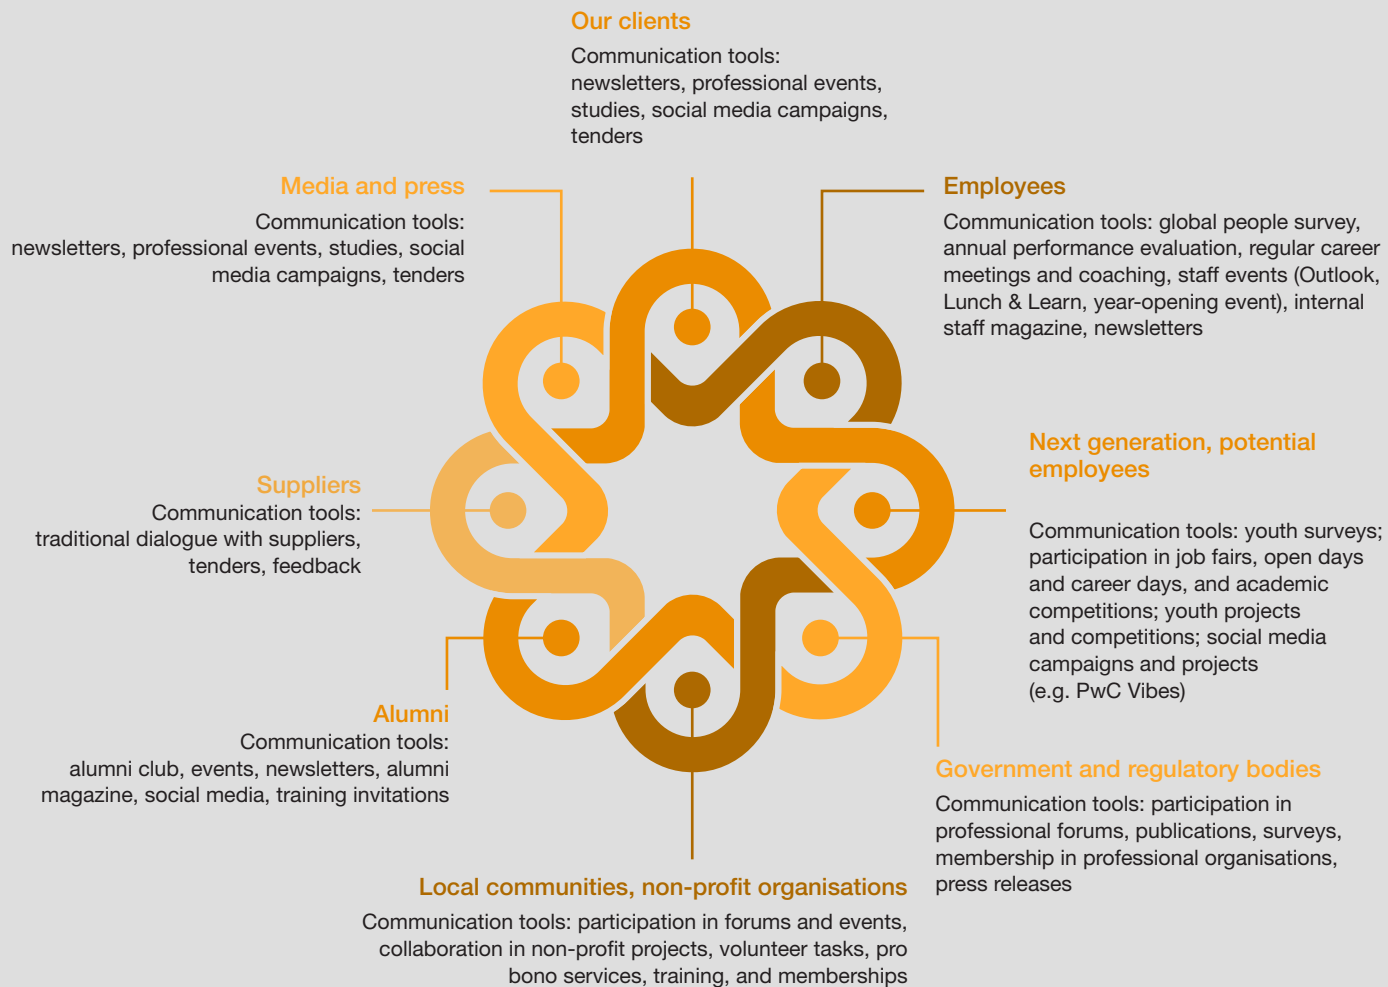 Our clients
Communication tools:
newsletters, professional events,
studies, social media campaigns,
tenders
Media and press
Communication tools:
newsletters, professional events, studies, social
media campaigns, tenders
Employees
Communication tools: global people survey,
annual performance evaluation, regular career
meetings and coaching, staff events (Outlook,
Lunch & Learn, year-opening event), internal
staff magazine, newsletters
Next generation, potential
employees
Communication tools: youth surveys;
participation in job fairs, open days
and career days, and academic
competitions; youth projects
and competitions; social media
campaigns and projects
(e.g. PwC Vibes)
Suppliers
Communication tools:
traditional dialogue with suppliers,
tenders, feedback
Alumni
Communication tools:
alumni club, events, newsletters, alumni
magazine, social media, training invitations
Government and regulatory bodies
Communication tools: participation in
professional forums, publications, surveys,
membership in professional organisations,
press releases
Local communities, non-profit organisations
Communication tools: participation in forums and events,
collaboration in non-profit projects, volunteer tasks, pro
bono services, training, and memberships